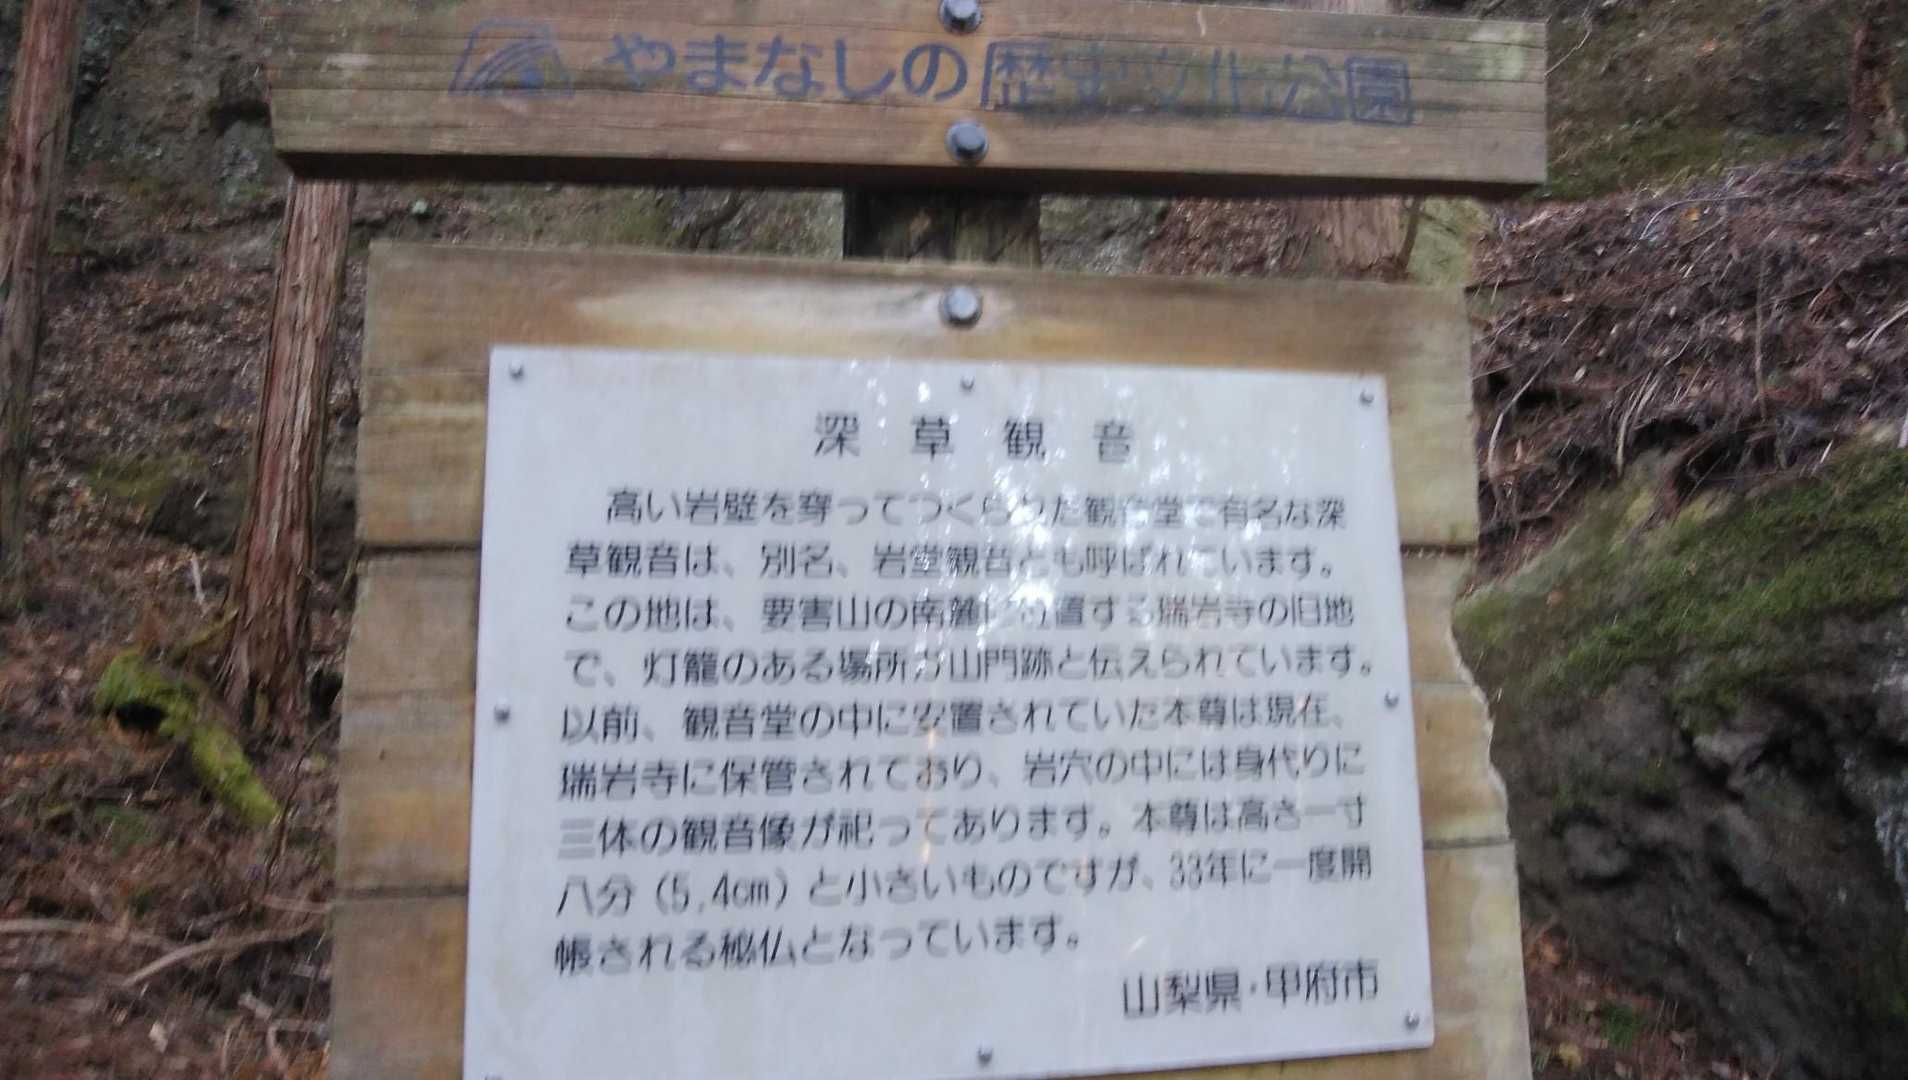 やまなしの歴史文化公園
深草観音
高い岩壁を穿ってつくられた観音堂で有名な深
草観音は、別名、岩堂観音とも呼ばれています。
この地は、要害山の南麓に位置する瑞岩寺の旧地
で、灯籠のある場所が山門跡と伝えられています。
以前、観音堂の中に安置されていた本尊は現在、
瑞岩寺に保管されており、岩穴の中には身代りに
三体の観音像が祀ってあります。本尊は高さ一寸
八分（5.4cm）と小さいものですが、33年に一度開
帳される秘仏となっています。
山梨県・甲府市